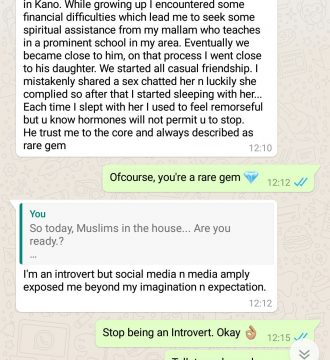 in Kano. While growing up I encountered some
financial difficulties which lead me to seek some
spiritual assistance from my mallam who teaches
in a prominent school in my area. Eventually we
became close to him, on that process I went close
to his daughter. We started all casual friendship. I
mistakenly shared a sex chatted her n luckily she
complied so after that I started sleeping with her...
Each time I slept with her I used to feel remorseful
but u know hormones will not permit u to stop.
He trust me to the core and always described as
rare gem
12:10
Ofcourse, you're a rare gem 💎
12:12
You
So today, Muslims in the house... Are you
ready.?
...
I'm an introvert but social media n media amply
exposed me beyond my imagination n expectation.
12:12
Stop being an Introvert. Okay 👌🏼
12:15